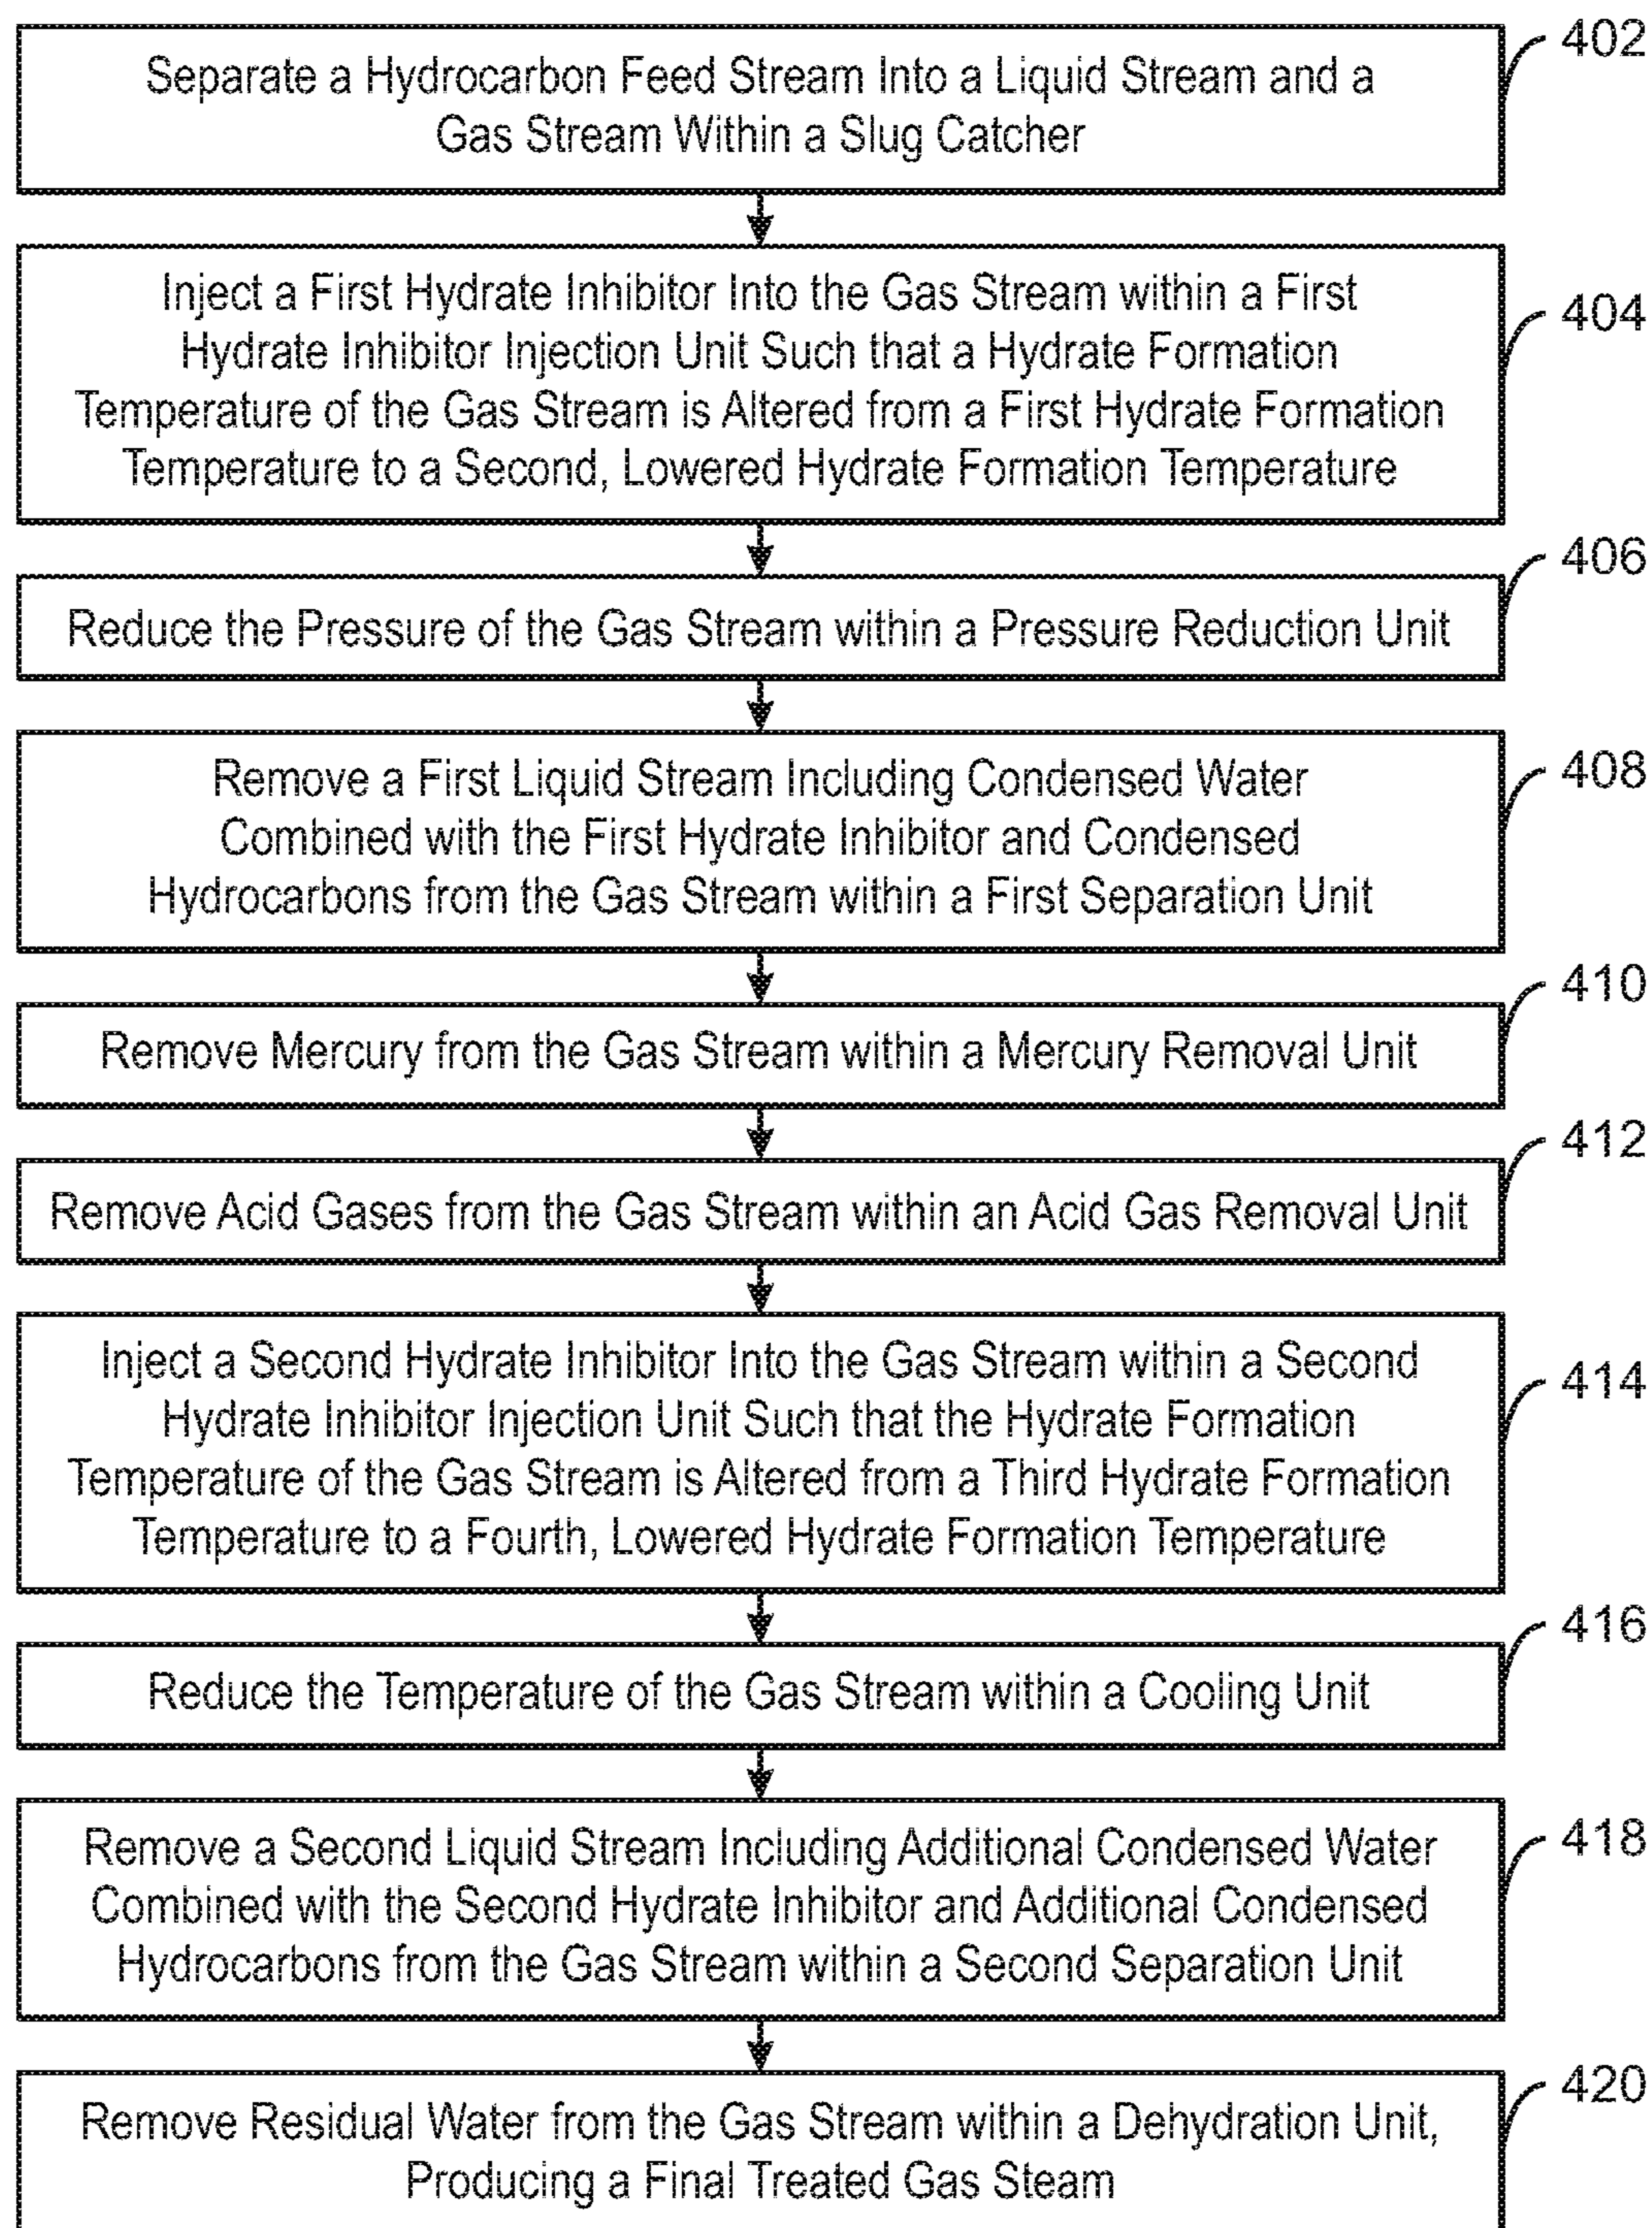 402
Separate a Hydrocarbon Feed Stream Into a Liquid Stream and a
Gas Stream Within a Slug Catcher
404
Inject a First Hydrate Inhibitor Into the Gas Stream within a First
Hydrate Inhibitor Injection Unit Such that a Hydrate Formation
Temperature of the Gas Stream is Altered from a First Hydrate Formation
Temperature to a Second, Lowered Hydrate Formation Temperature
406
Reduce the Pressure of the Gas Stream within a Pressure Reduction Unit
408
Remove a First Liquid Stream Including Condensed Water
Combined with the First Hydrate Inhibitor and Condensed
Hydrocarbons from the Gas Stream within a First Separation Unit
410
Remove Mercury from the Gas Stream within a Mercury Removal Unit
412
Remove Acid Gases from the Gas Stream within an Acid Gas Removal Unit
414
Inject a Second Hydrate Inhibitor Into the Gas Stream within a Second
Hydrate Inhibitor Injection Unit Such that the Hydrate Formation
Temperature of the Gas Stream is Altered from a Third Hydrate Formation
Temperature to a Fourth, Lowered Hydrate Formation Temperature
416
Reduce the Temperature of the Gas Stream within a Cooling Unit
418
Remove a Second Liquid Stream Including Additional Condensed Water
Combined with the Second Hydrate Inhibitor and Additional Condensed
Hydrocarbons from the Gas Stream within a Second Separation Unit
420
Remove Residual Water from the Gas Stream within a Dehydration Unit,
Producing a Final Treated Gas Steam